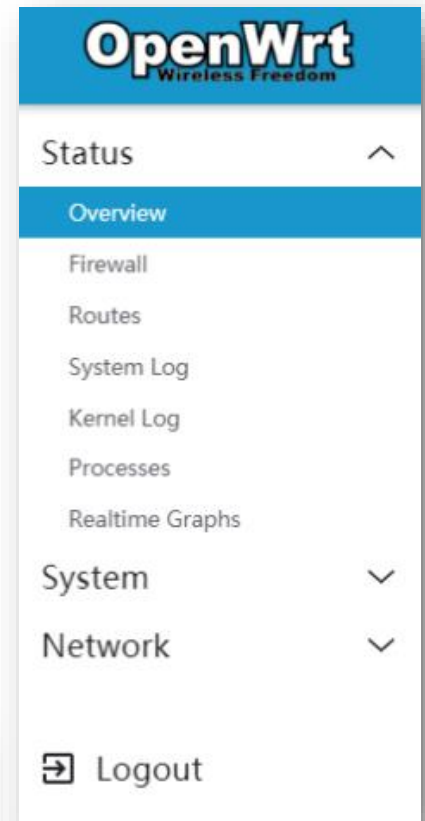 OpenWrt
Wireless Freedom
Status
Overview
Firewall
Routes
System Log
Kernel Log
Processes
Realtime Graphs
System
Network
Logout